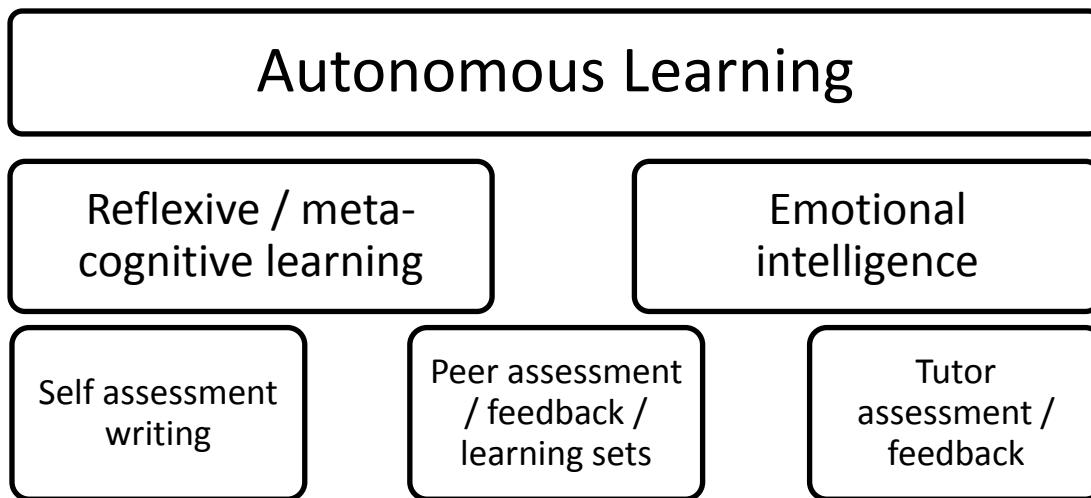 Autonomous Learning
Reflexive / meta-
cognitive learning
Emotional
intelligence
Self assessment
writing
Peer assessment
/ feedback /
learning sets
Tutor
assessment /
feedback